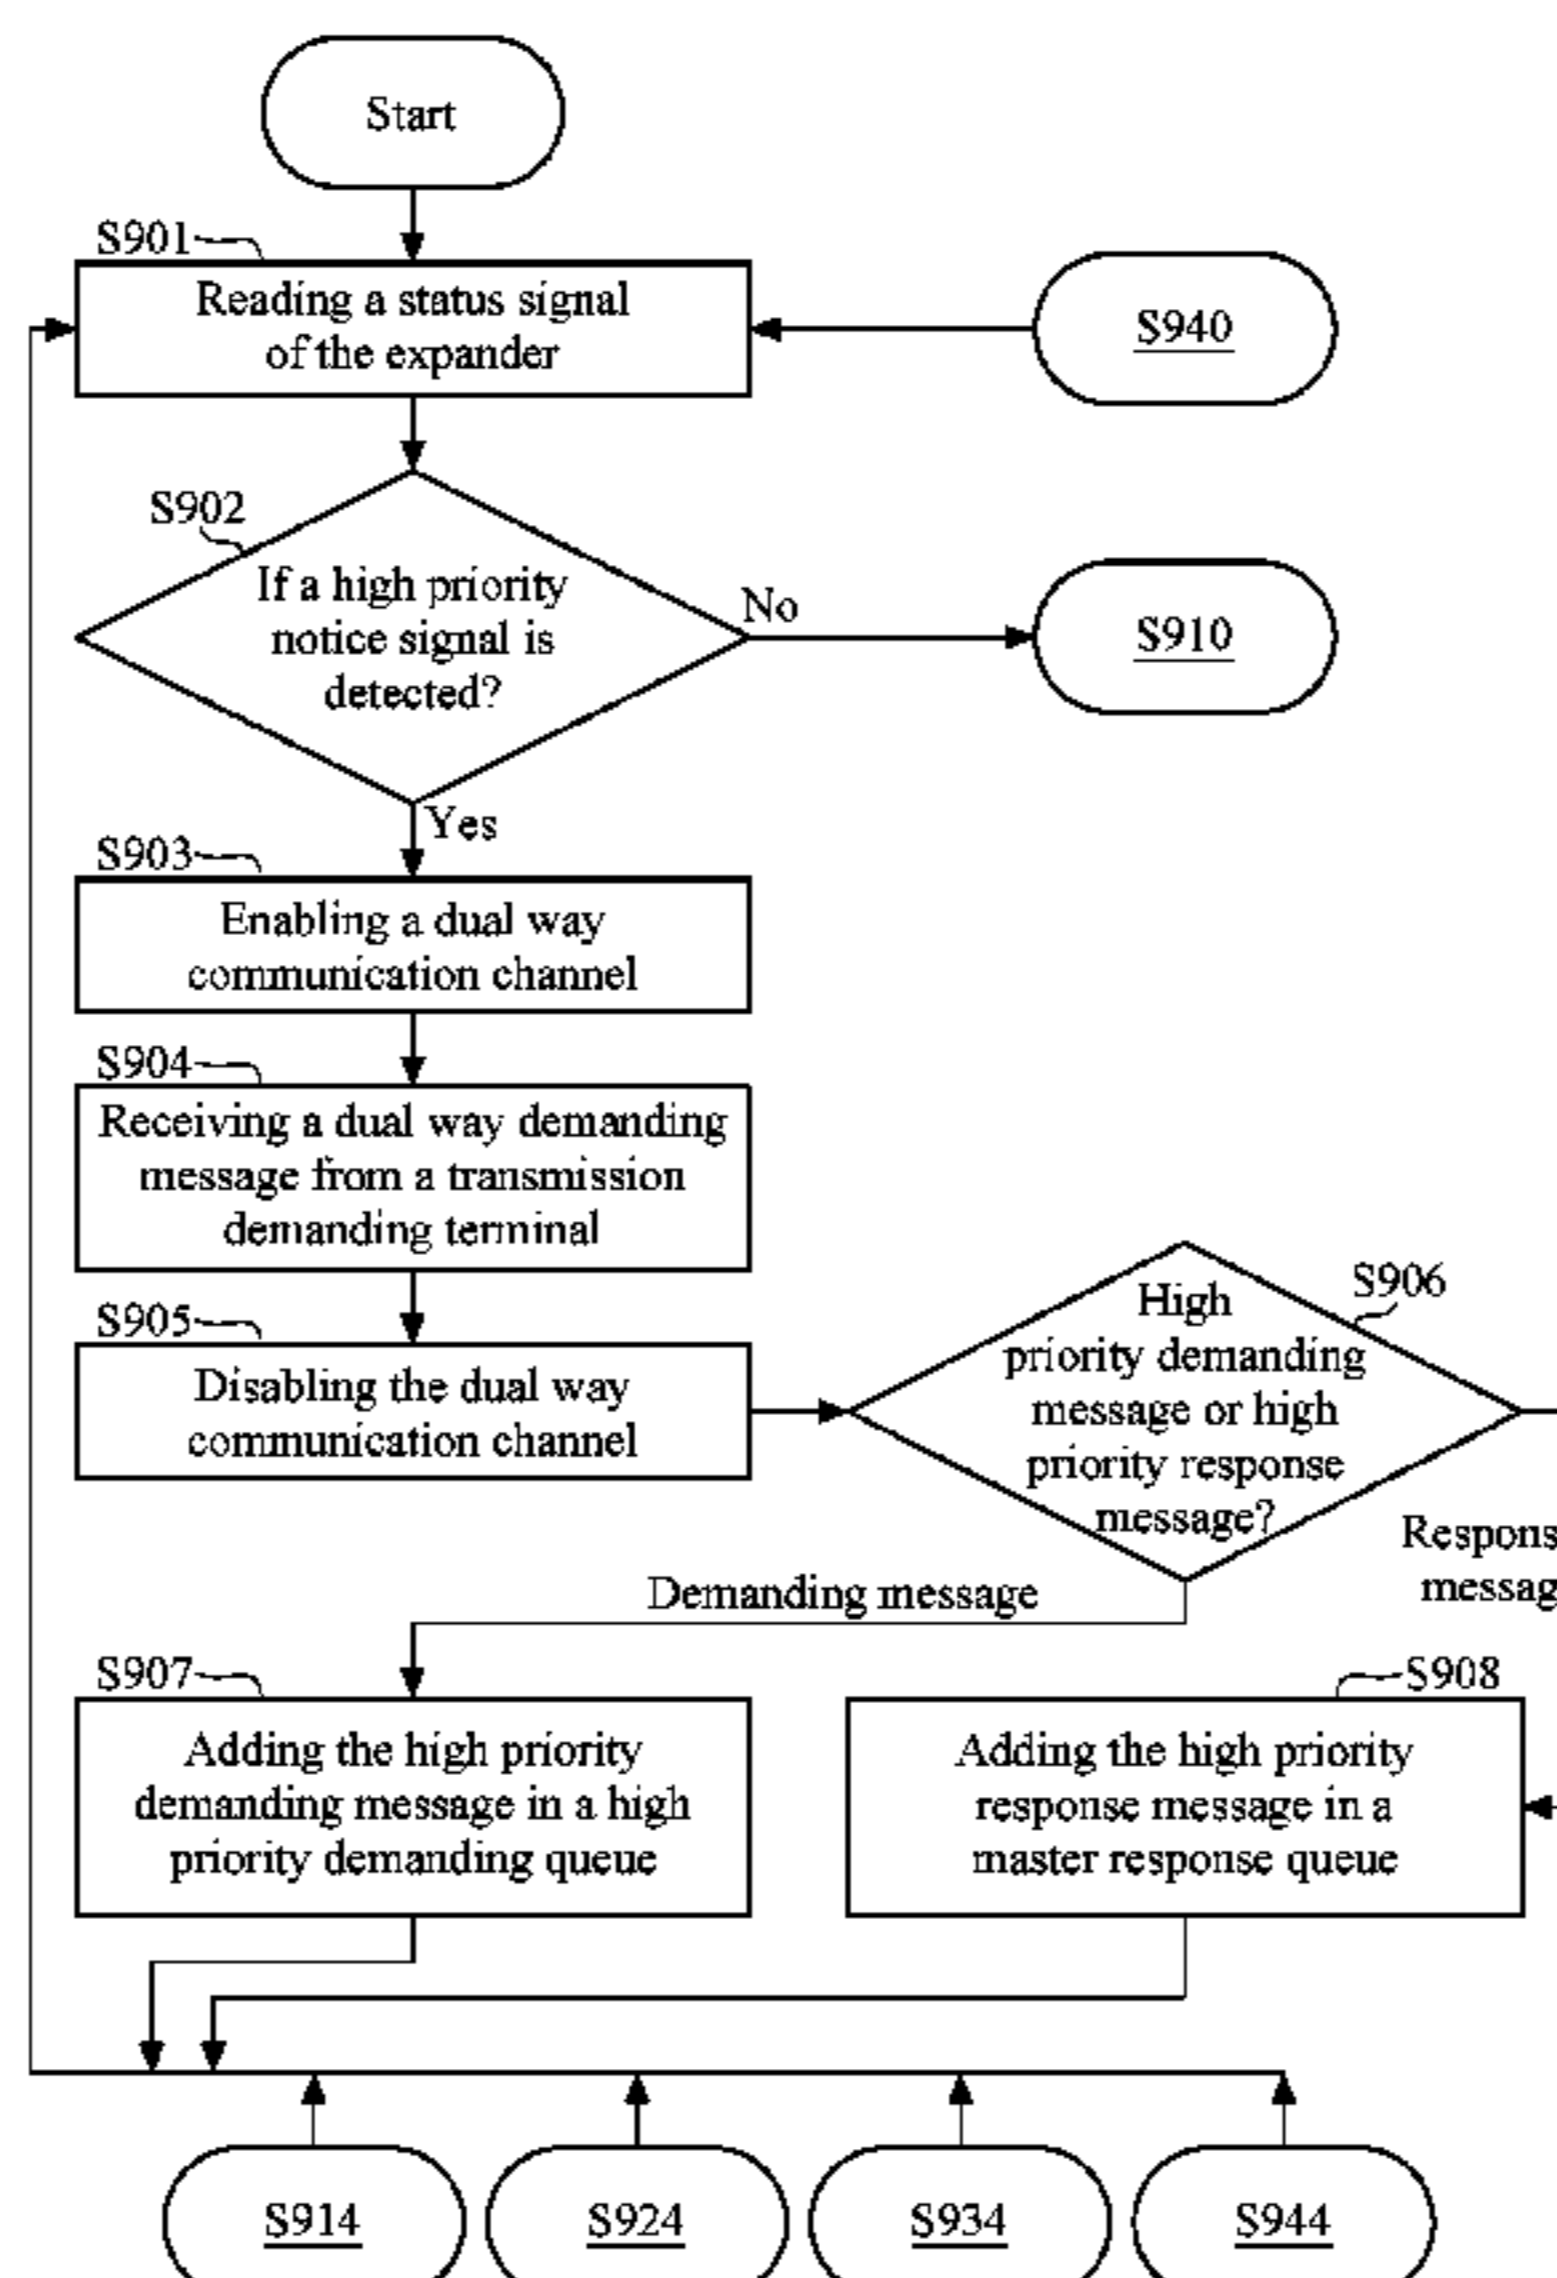 Start
S901
Reading a status signal
of the expander
S940
S902
If a high priority
notice signal is
detected?
No
S910
Yes
S903
Enabling a dual way
communication channel
S904
Receiving a dual way demanding
message from a transmission
demanding terminal
S905
Disabling the dual way
communication channel
S906
High
priority demanding
message or high
priority response
message?
Respons
messag
Demanding message
S907
Adding the high priority
demanding message in a high
priority demanding queue
S908
Adding the high priority
response message in a
master response queue
S914
S924
S934
S944